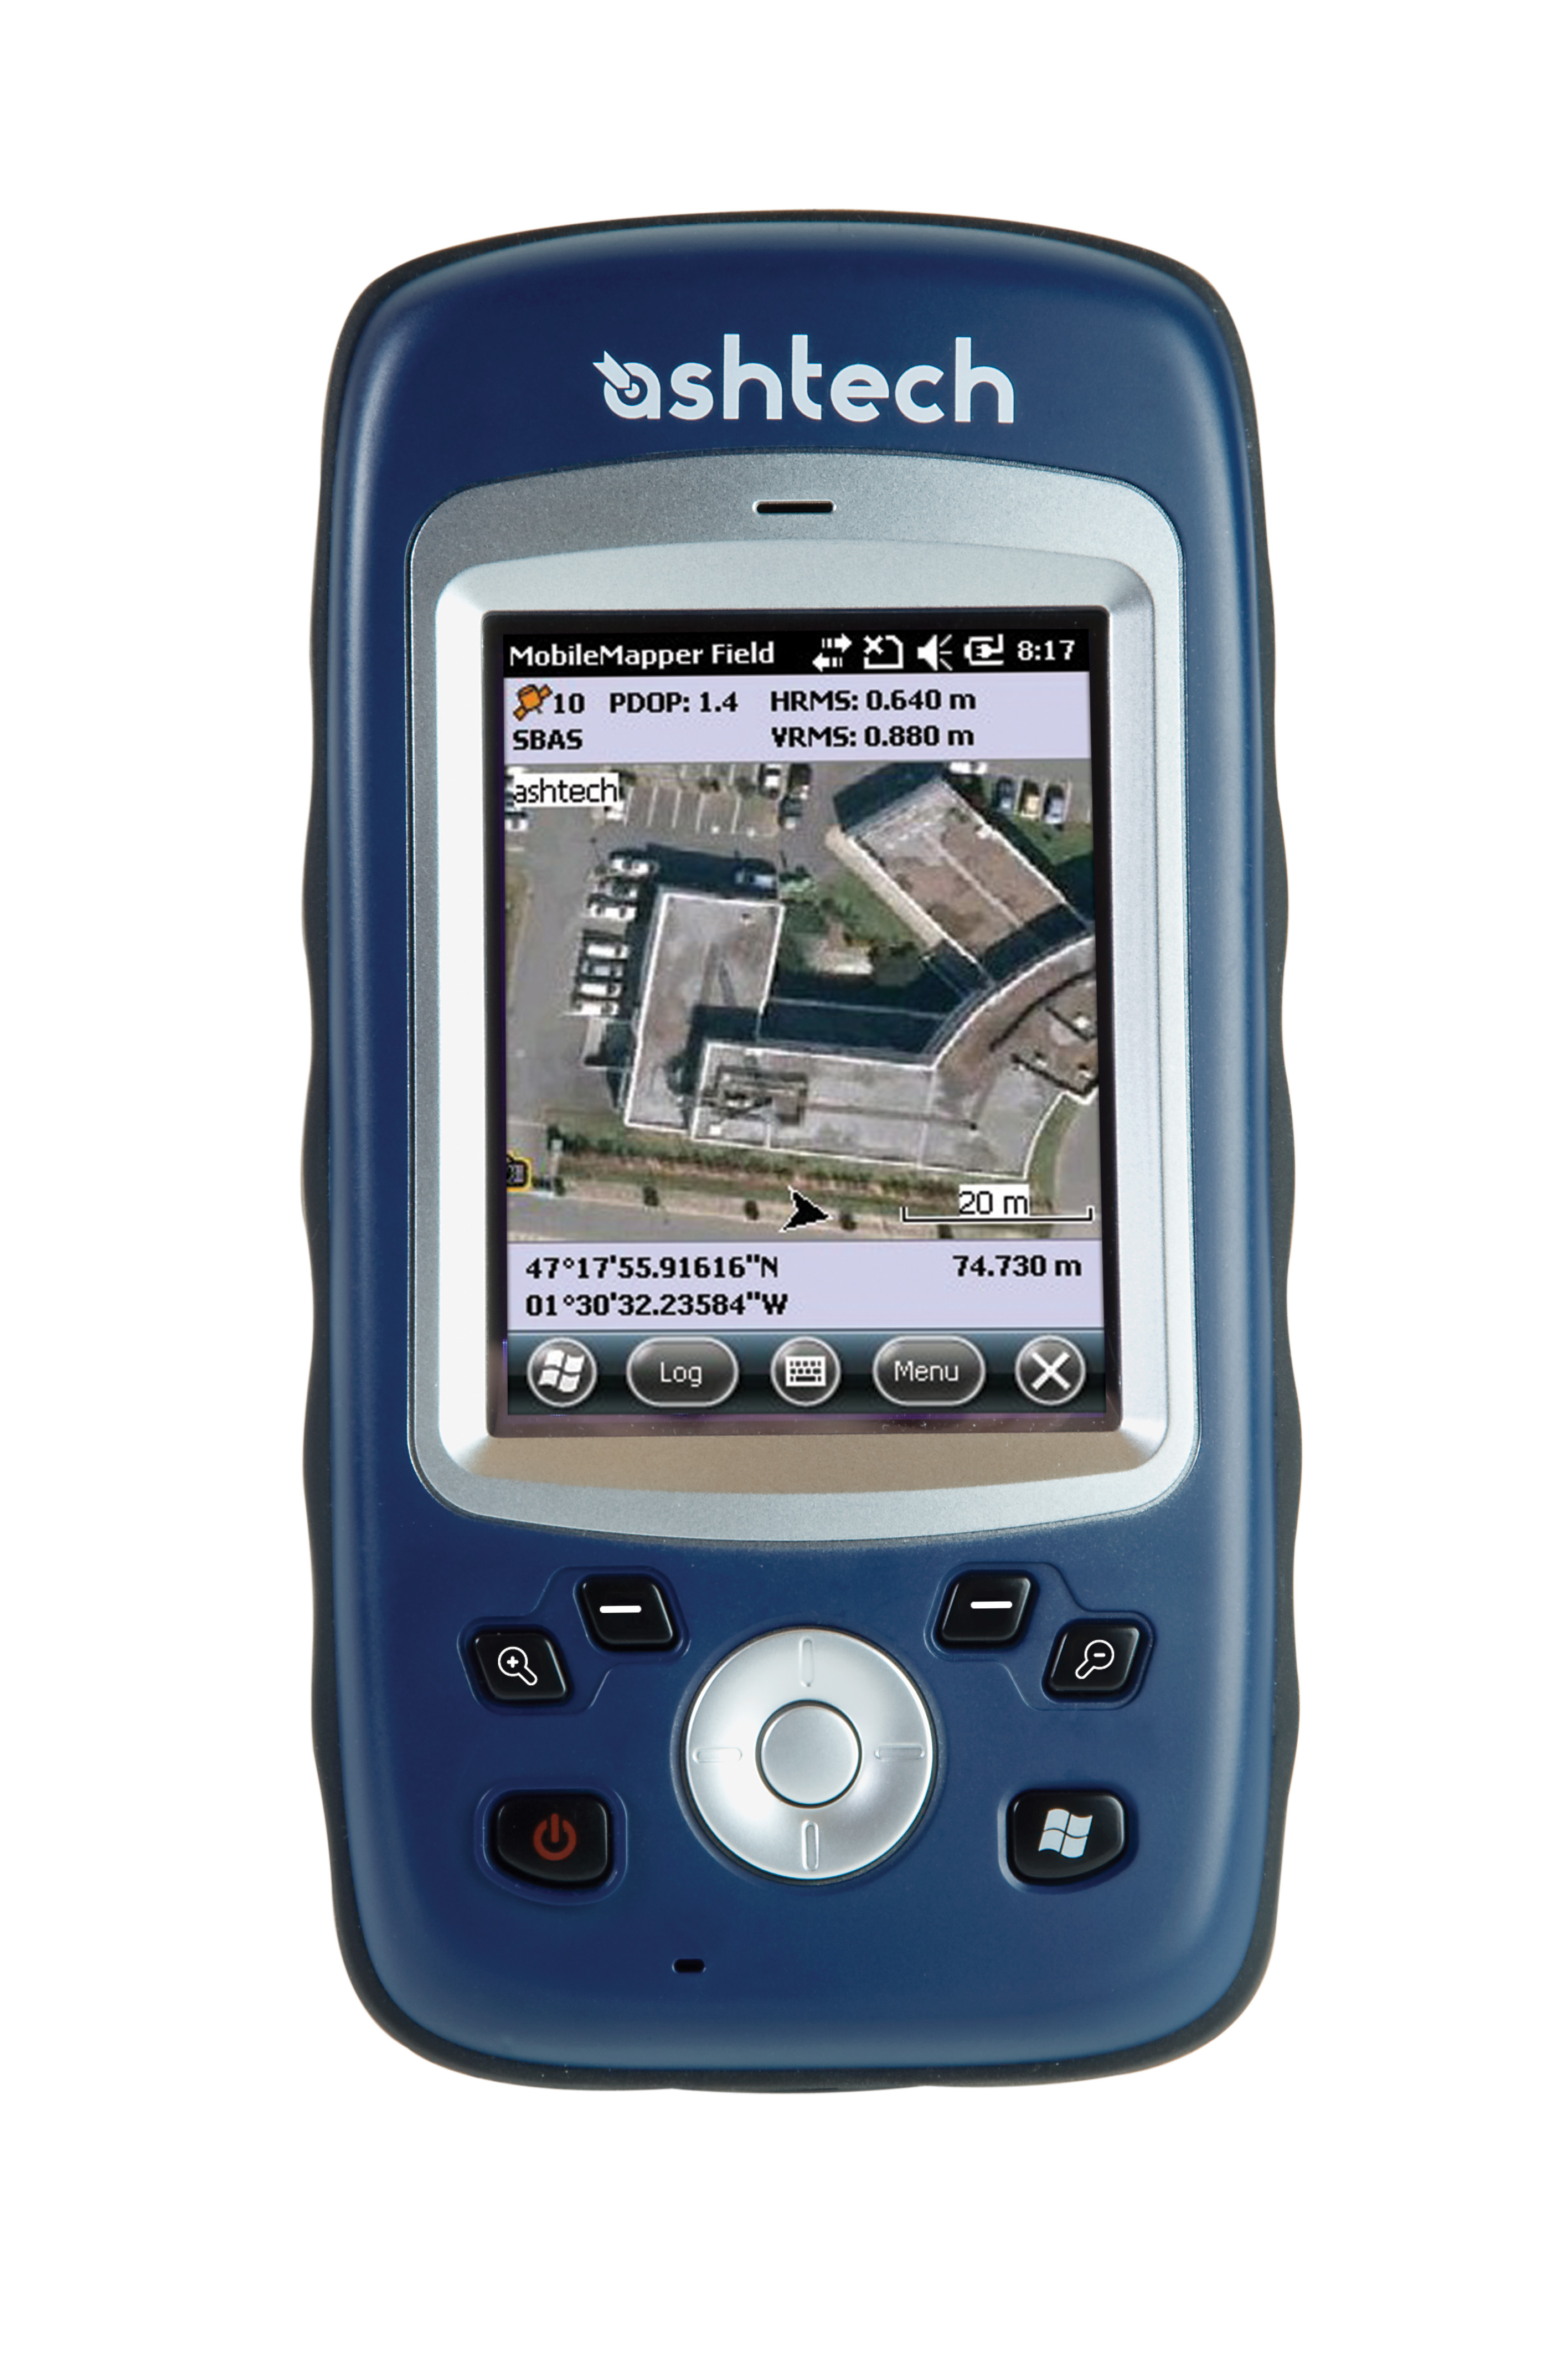 ashtech
MobileMapper Field 8:17
10 PDOP: 1.4 HRMS: 0.640 m
SBAS VRMS: 0.880 m
ashtech
20 m
47°17'55.91616"N 74.730 m
01°30'32.23584"W
Log Menu